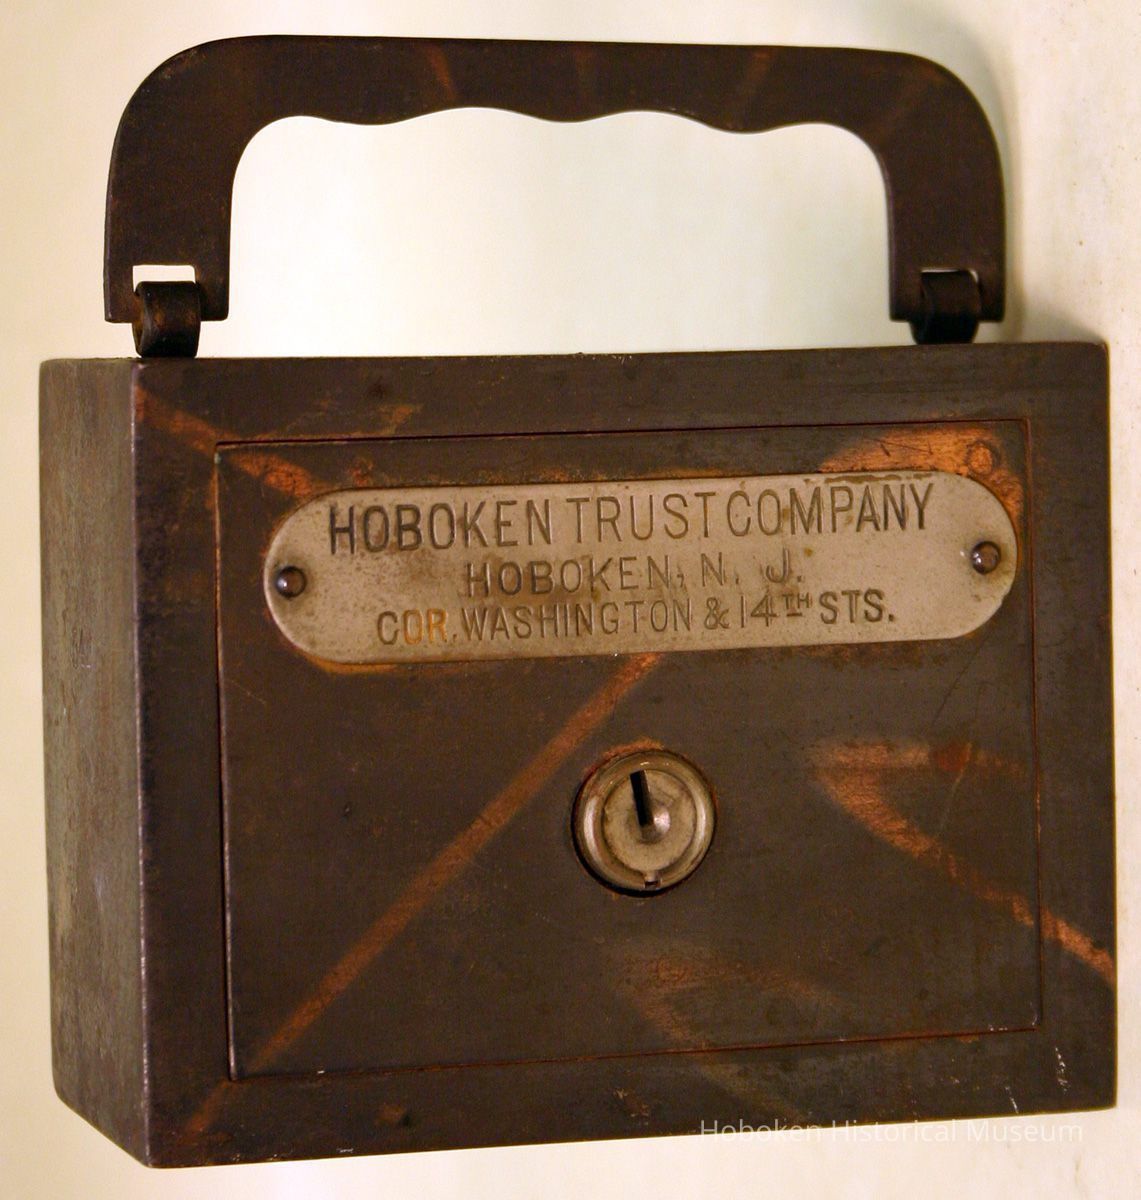 HOBOKEN TRUST COMPANY
HOBOKEN, N. J.
COR. WASHINGTON & 14TH STS.
Hoboken Historical Museum